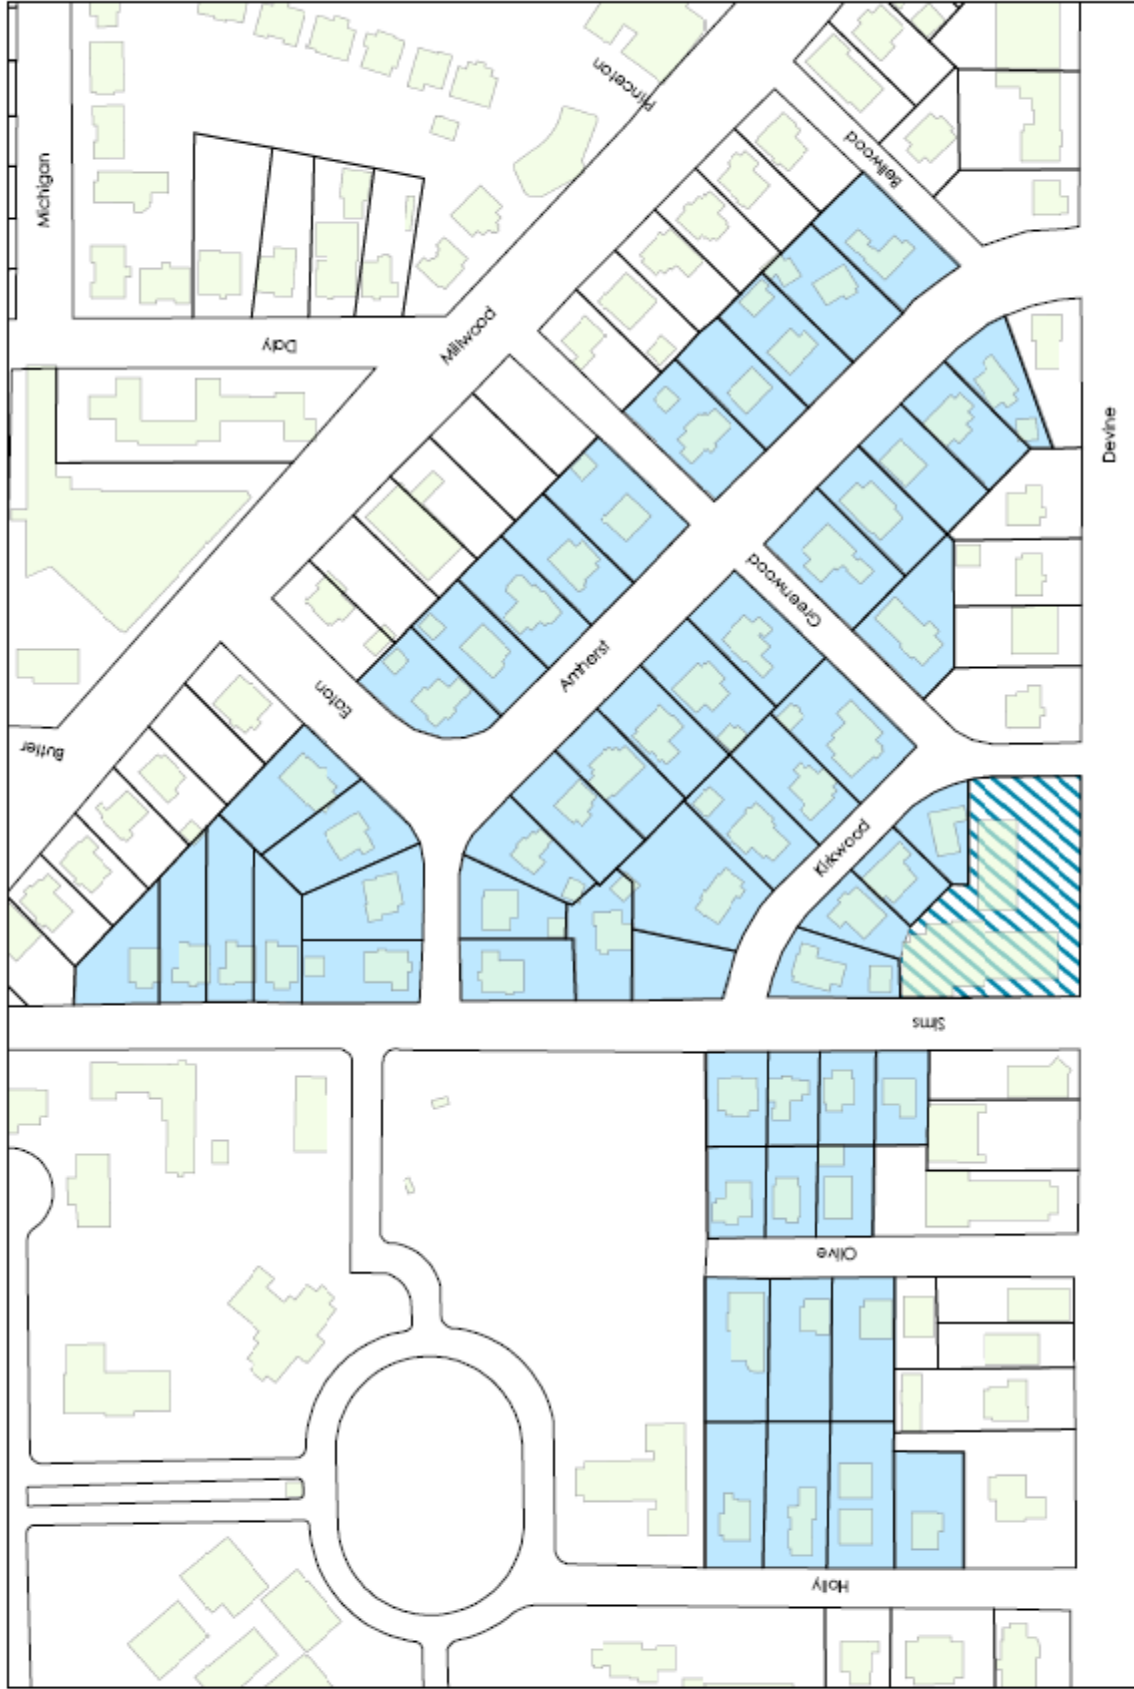 Princeton
Michigan
Bellwood
Daly
Millwood
Devine
Greenwood
Amherst
Eaton
Butler
Kirkwood
Sims
Olive
Holly